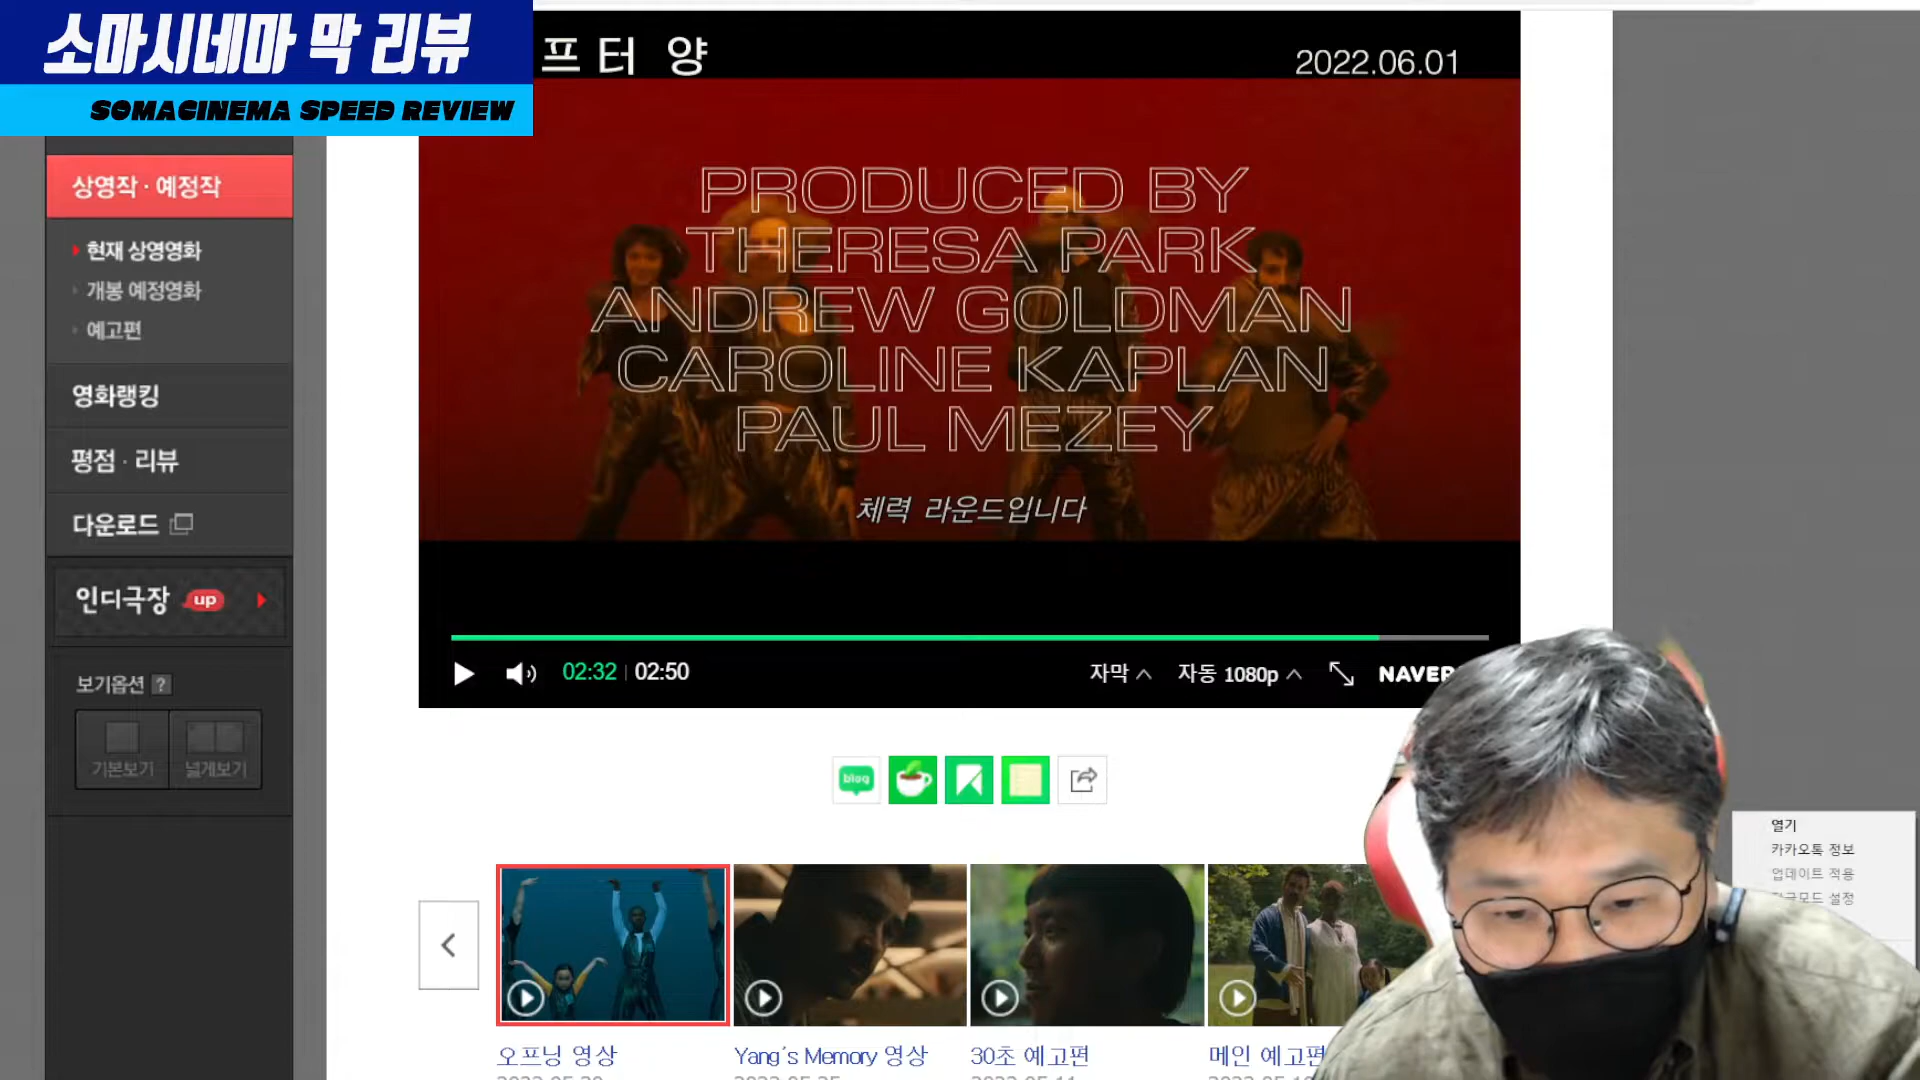 소마시네마 막 리뷰
SOMACINEMA SPEED REVIEW
프터 양
2022.06.01
상영작·예정작
현재 상영영화
개봉 예정영화
예고편
영화랭킹
평점·리뷰
다운로드
인디극장 up
보기옵션 ?
기본보기 넓게보기
PRODUCED BY
THERESA PARK
ANDREW GOLDMAN
CAROLINE KAPLAN
PAUL MEZEY
체력 라운드입니다
02:32 02:50
자막 자동 1080p NAVER
blog
열기
카카오톡 정보
업데이트 적용
설정
오프닝 영상
Yang's Memory 영상
30초 예고편
메인 예고편